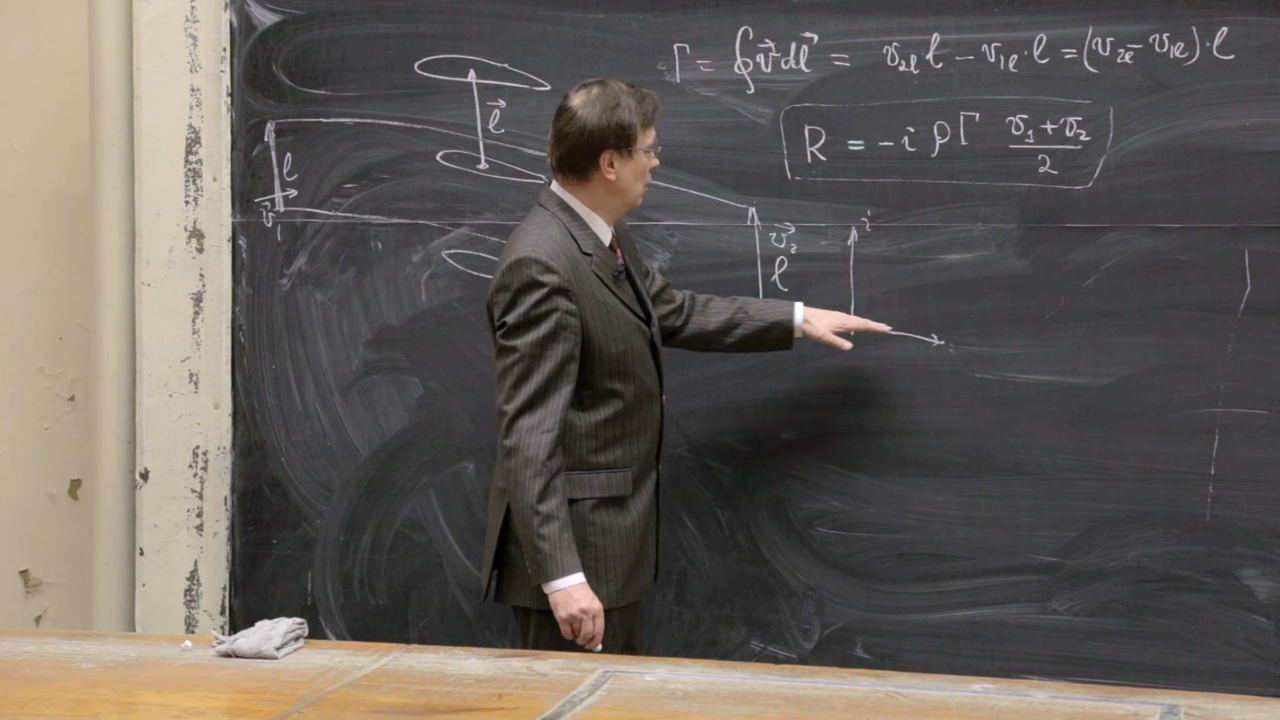 Γ = ∮ v⃗ dl⃗ = v₂ₗ l − v₁ₗ · l = (v₂ₗ − v₁ₗ) · l
R = −i ρ Γ (v₁ + v₂)/2
l⃗
l
v⃗₁
v⃗₂
l
i